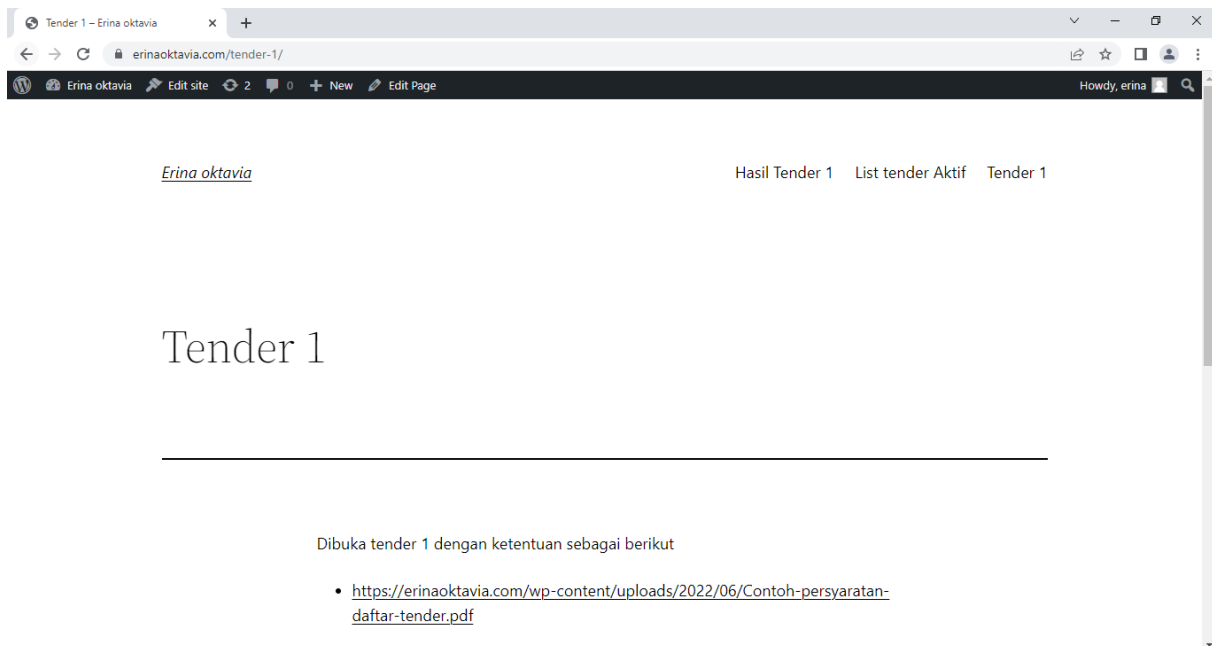 Tender 1 – Erina oktavia
erinaoktavia.com/tender-1/
Erina oktavia Edit site 2 0 New Edit Page Howdy, erina
Erina oktavia Hasil Tender 1 List tender Aktif Tender 1
Tender 1
Dibuka tender 1 dengan ketentuan sebagai berikut
• https://erinaoktavia.com/wp-content/uploads/2022/06/Contoh-persyaratan-
daftar-tender.pdf